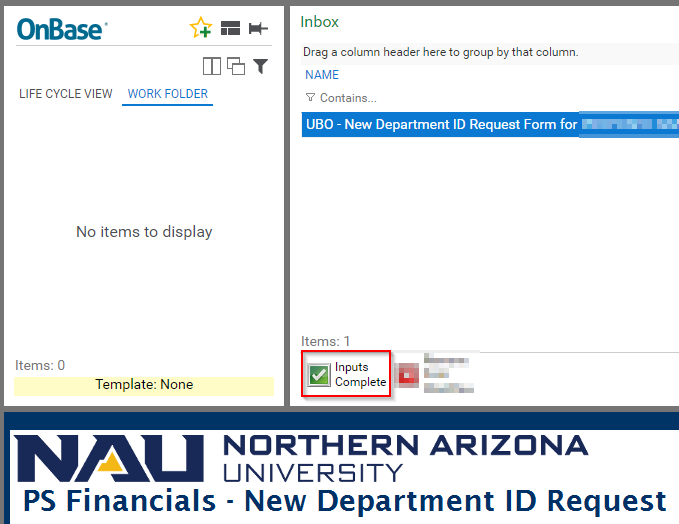 OnBase
LIFE CYCLE VIEW
WORK FOLDER
No items to display
Items: 0
Template: None
Inbox
Drag a column header here to group by that column.
NAME
Contains...
UBO - New Department ID Request Form for
Items: 1
Inputs
Complete
NAU
NORTHERN ARIZONA
UNIVERSITY
PS Financials - New Department ID Request